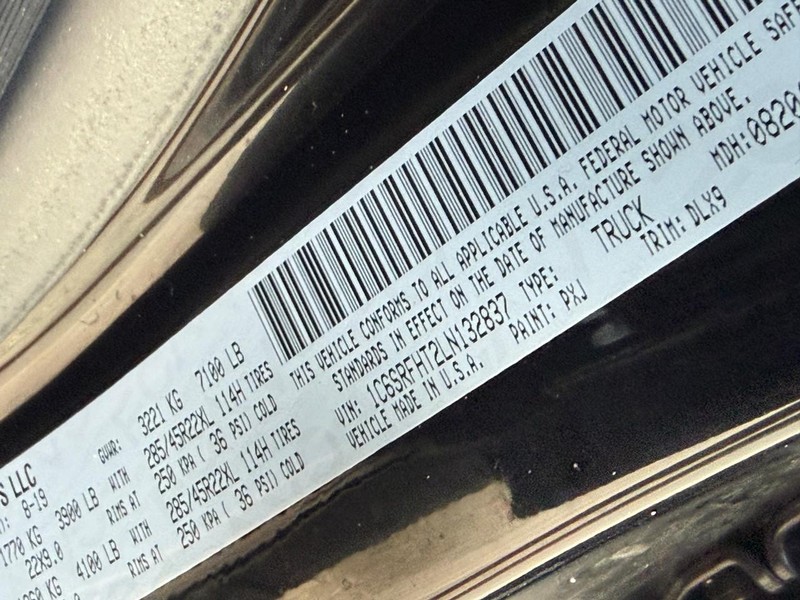 S LLC
8-19
GVWR: 3221 KG 7100 LB
1770 KG 3900 LB WITH 285/45R22XL 114H TIRES
22X9.0 RIMS AT 250 KPA ( 36 PSI) COLD
KG 4100 LB WITH 285/45R22XL 114H TIRES
RIMS AT 250 KPA ( 36 PSI) COLD
THIS VEHICLE CONFORMS TO ALL APPLICABLE U.S.A. FEDERAL MOTOR VEHICLE SAFE
STANDARDS IN EFFECT ON THE DATE OF MANUFACTURE SHOWN ABOVE.
MDH: 0820
VIN: 1C6SRFHT2LN132837 TYPE: TRUCK
VEHICLE MADE IN U.S.A. PAINT: PXJ TRIM: DLX9